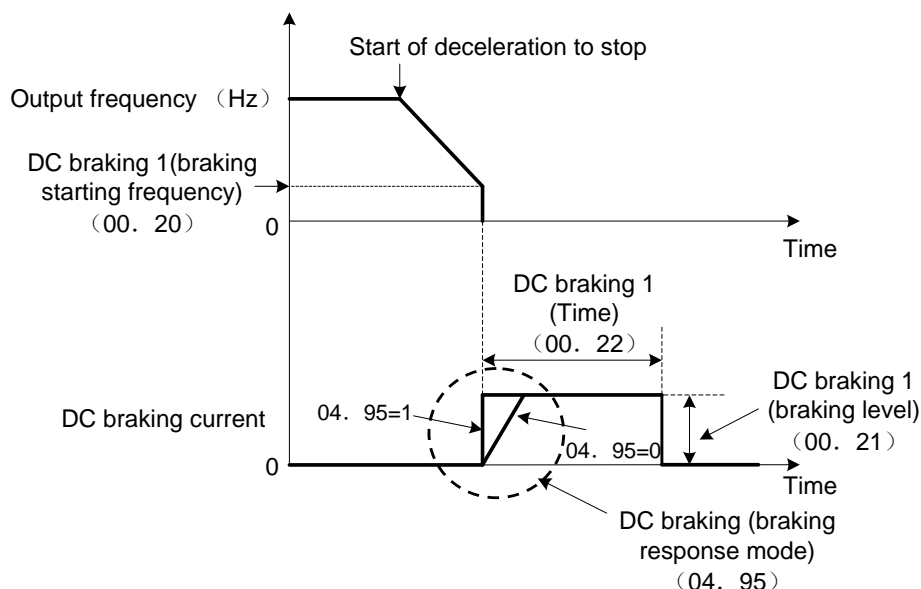 Start of deceleration to stop
Output frequency （Hz）
DC braking 1(braking
starting frequency)
（00．20）
0
Time
DC braking 1
(Time)
（00．22）
DC braking current
04．95=1
04．95=0
DC braking 1
(braking level)
（00．21）
0
Time
DC braking (braking
response mode)
（04．95）